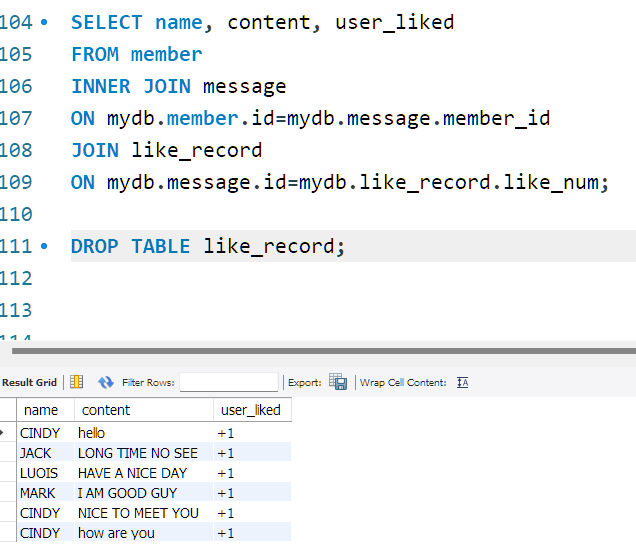 104 SELECT name, content, user_liked
105 FROM member
106 INNER JOIN message
107 ON mydb.member.id=mydb.message.member_id
108 JOIN like_record
109 ON mydb.message.id=mydb.like_record.like_num;
110
111 DROP TABLE like_record;
112
113
114
Result Grid Filter Rows: Export: Wrap Cell Content: IA
name content user_liked
CINDY hello +1
JACK LONG TIME NO SEE +1
LUOIS HAVE A NICE DAY +1
MARK I AM GOOD GUY +1
CINDY NICE TO MEET YOU +1
CINDY how are you +1